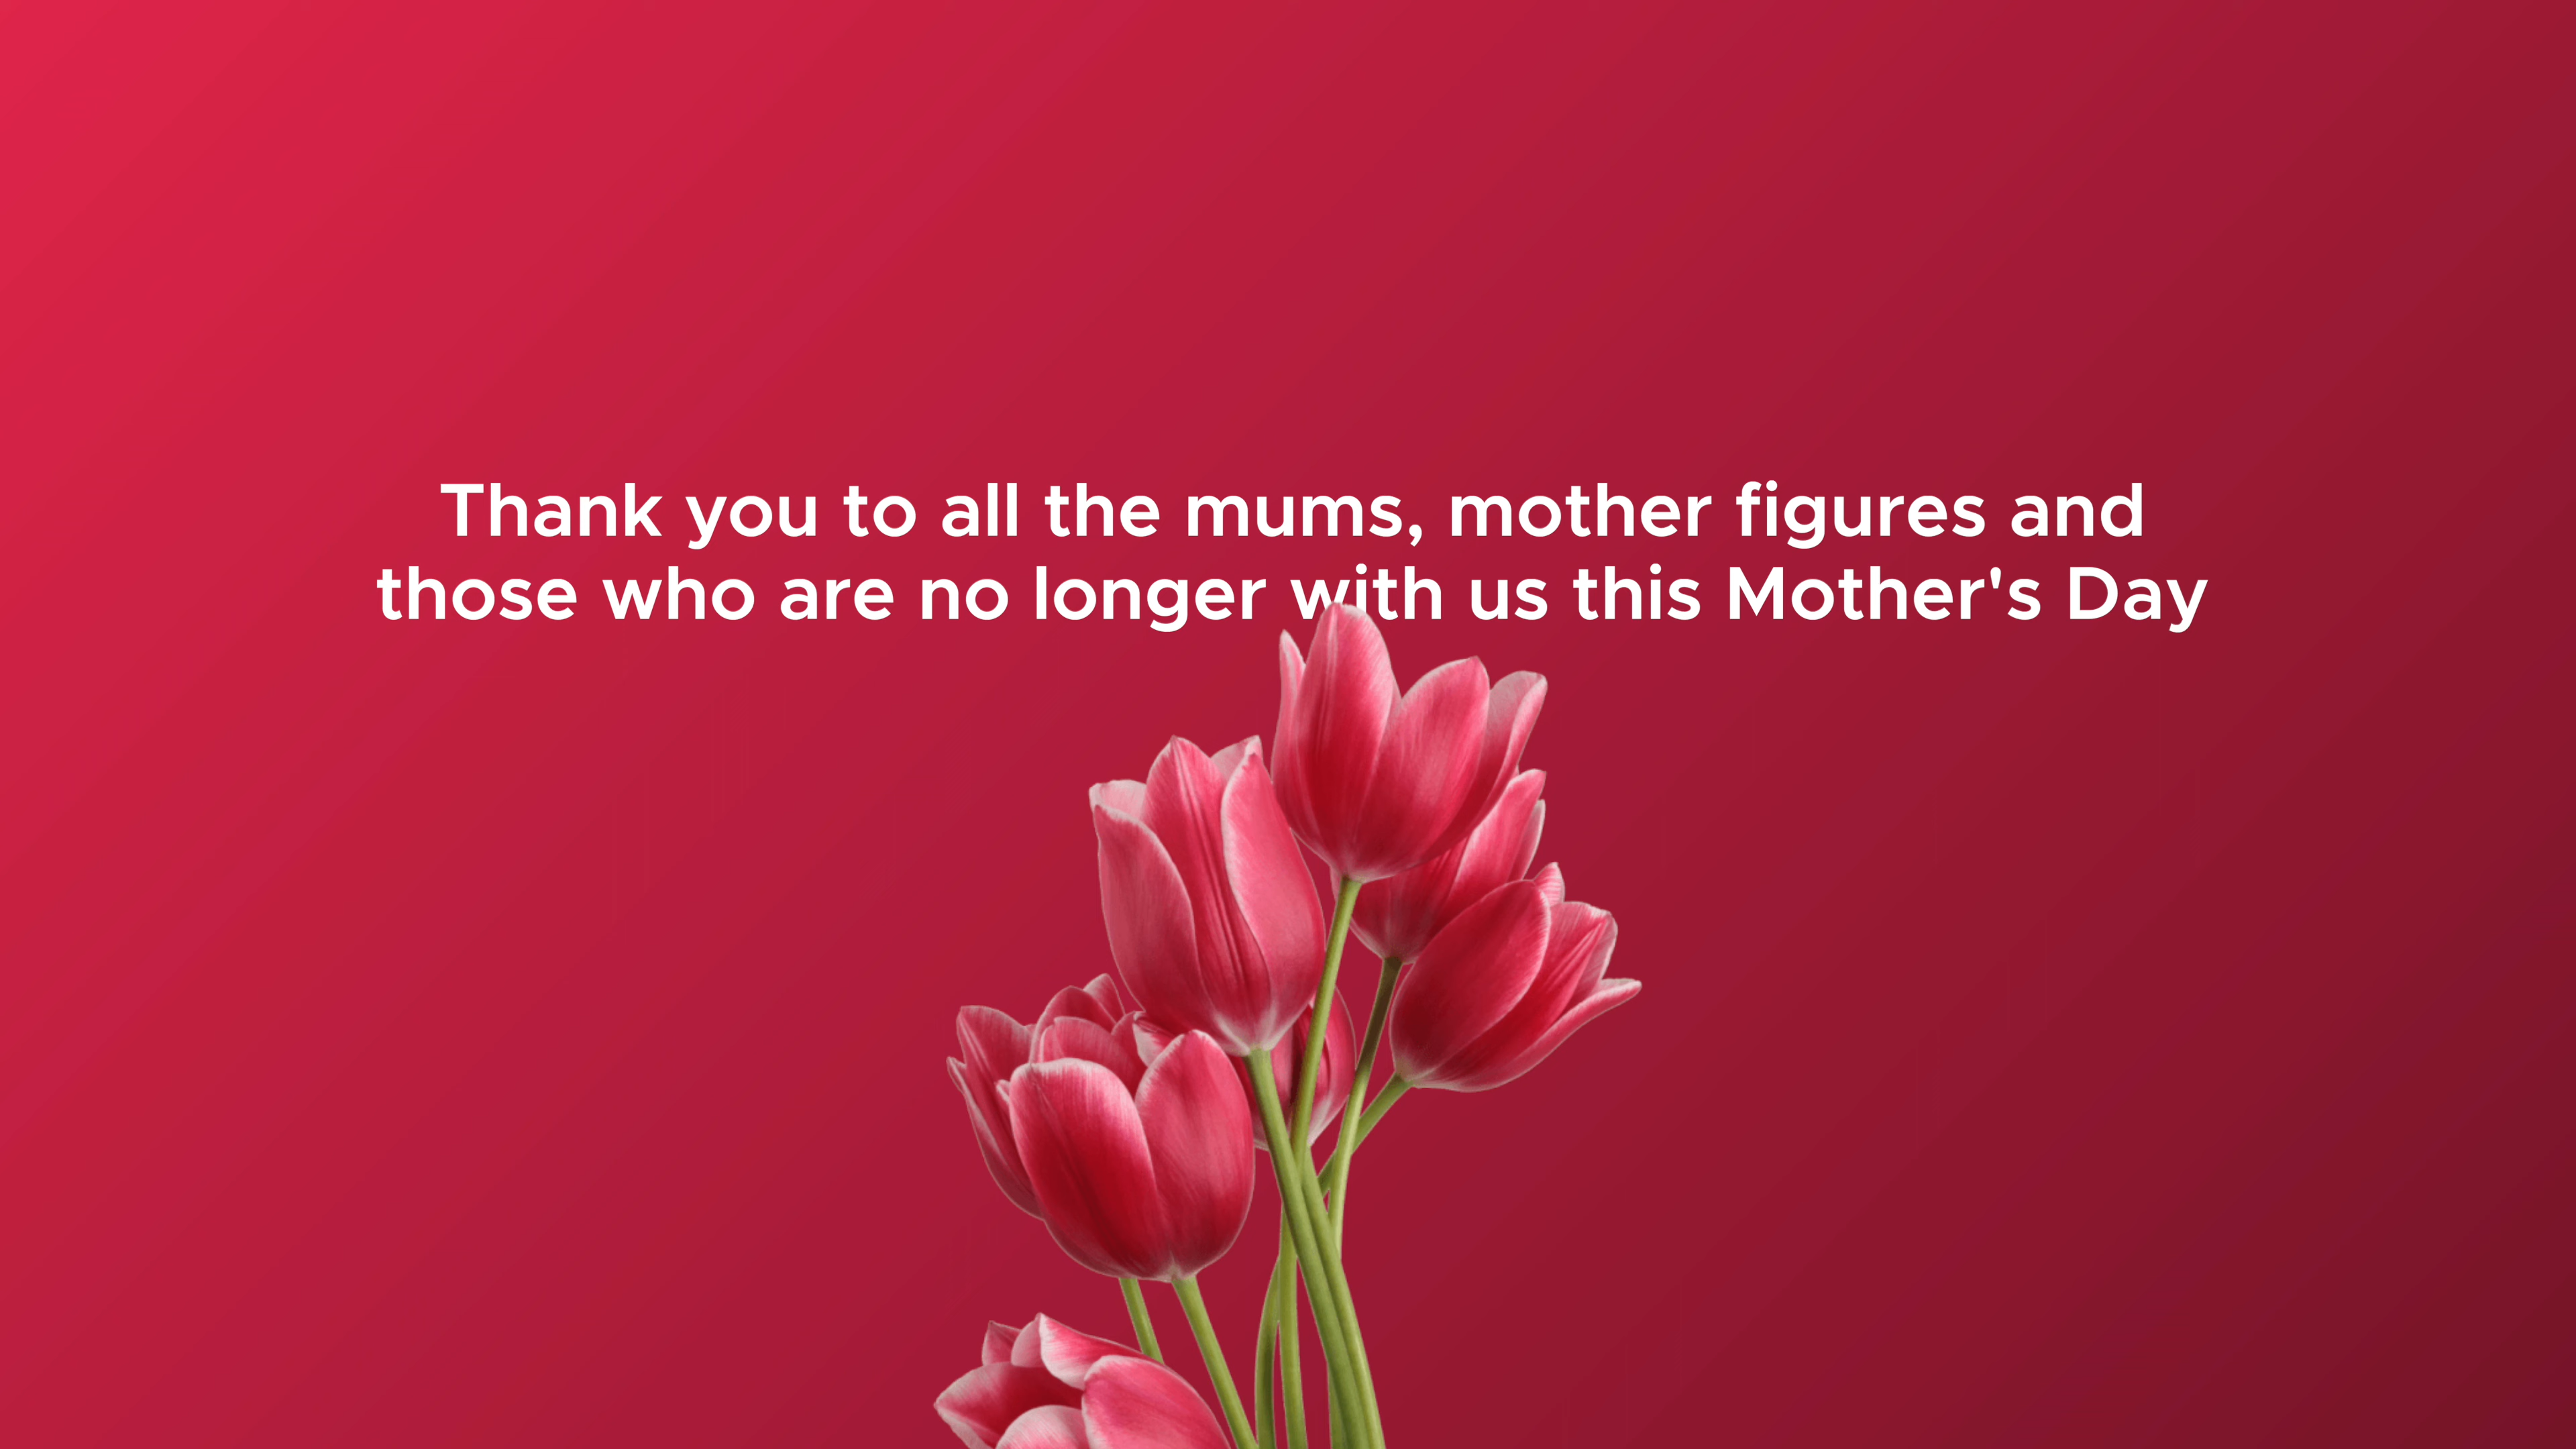 Thank you to all the mums, mother figures and
those who are no longer with us this Mother's Day